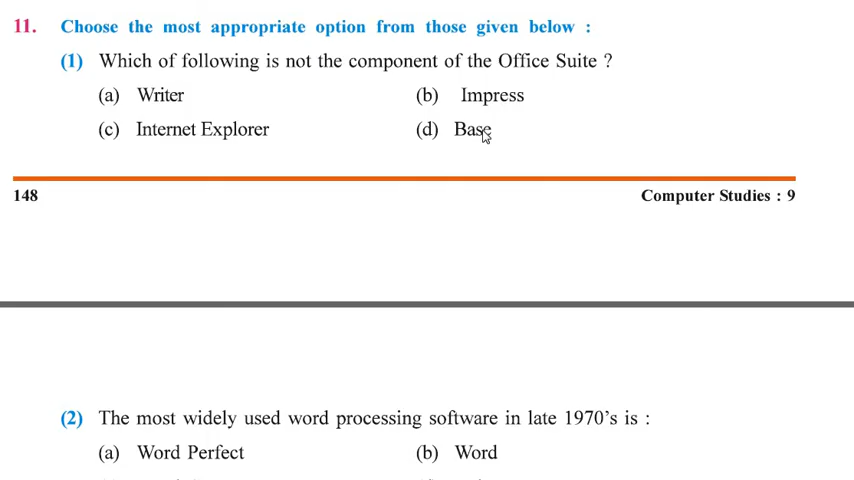 11. Choose the most appropriate option from those given below :
(1) Which of following is not the component of the Office Suite ?
(a) Writer (b) Impress
(c) Internet Explorer (d) Base
148 Computer Studies : 9
(2) The most widely used word processing software in late 1970's is :
(a) Word Perfect (b) Word